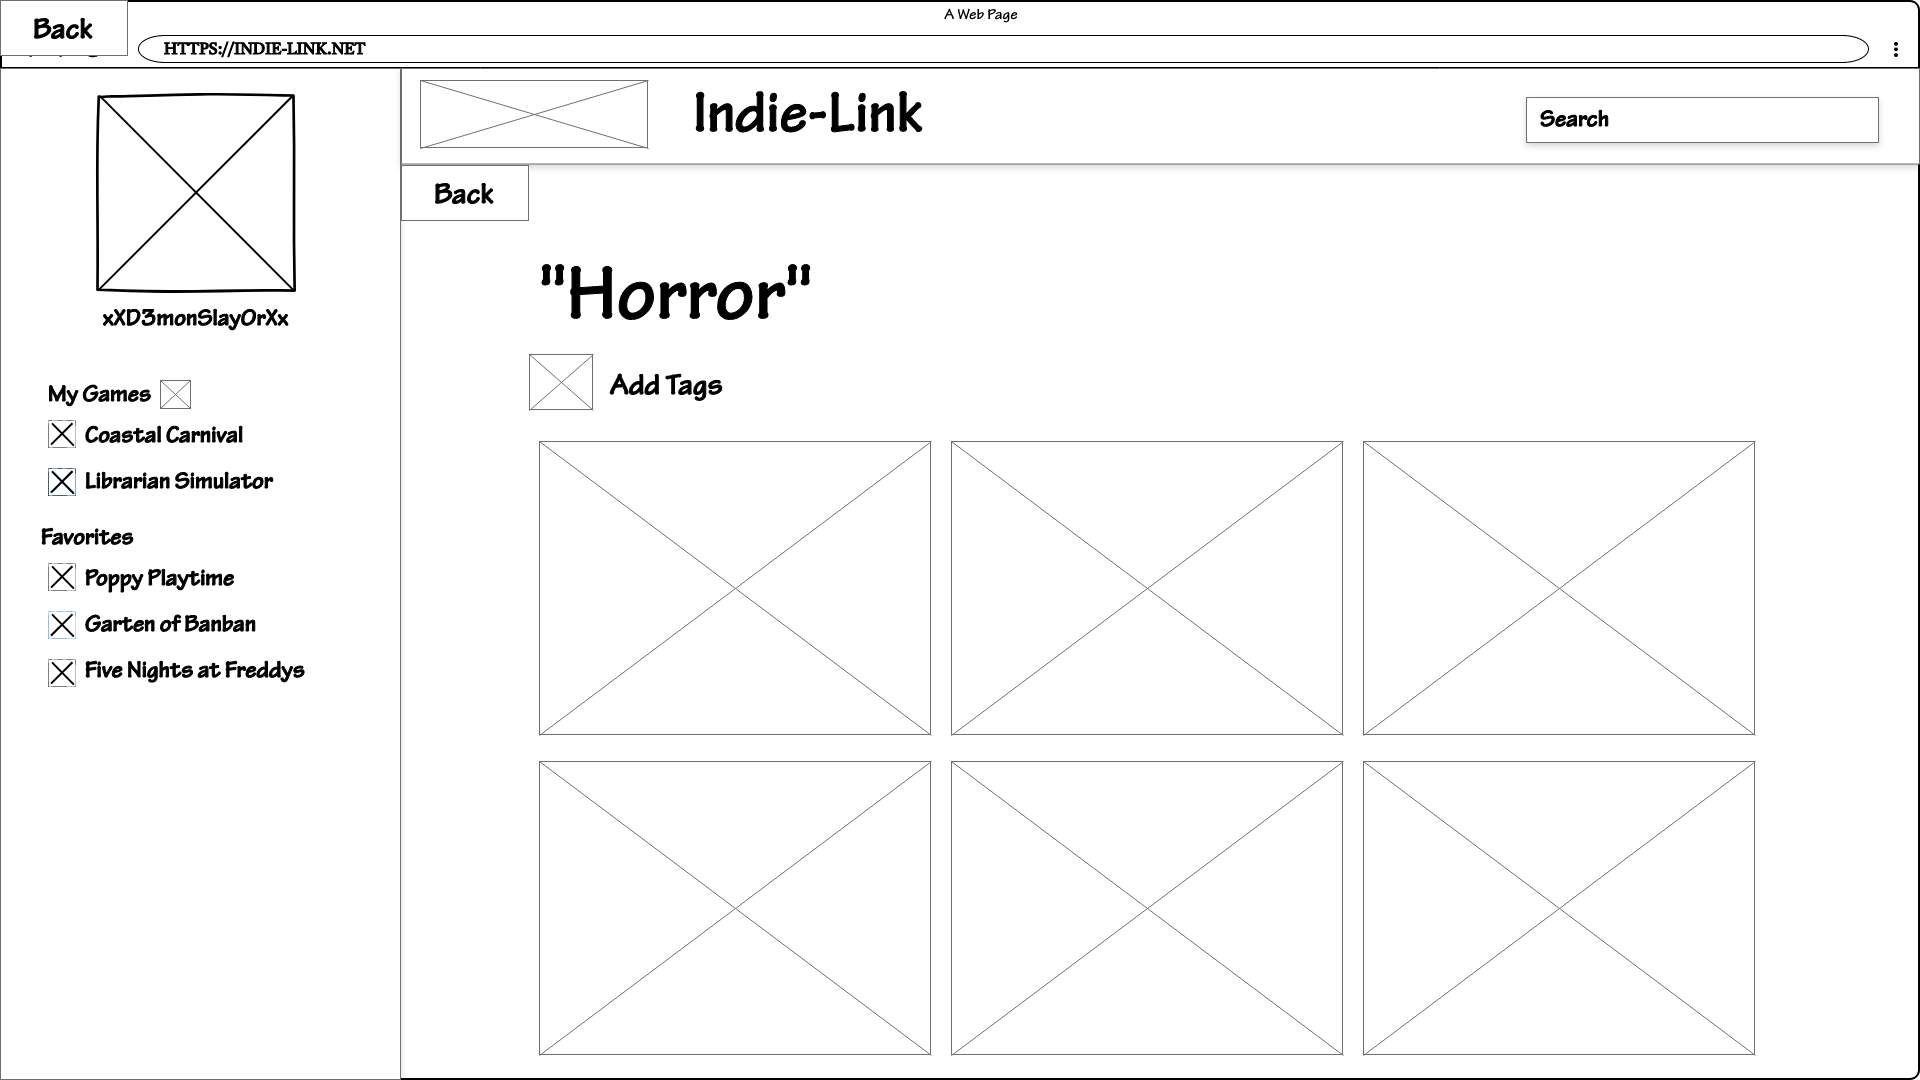 A Web Page
Back
HTTPS://INDIE-LINK.NET
Indie-Link
Search
Back
xXD3monSlayOrXx
My Games
Coastal Carnival
Librarian Simulator
Favorites
Poppy Playtime
Garten of Banban
Five Nights at Freddys
"Horror"
Add Tags